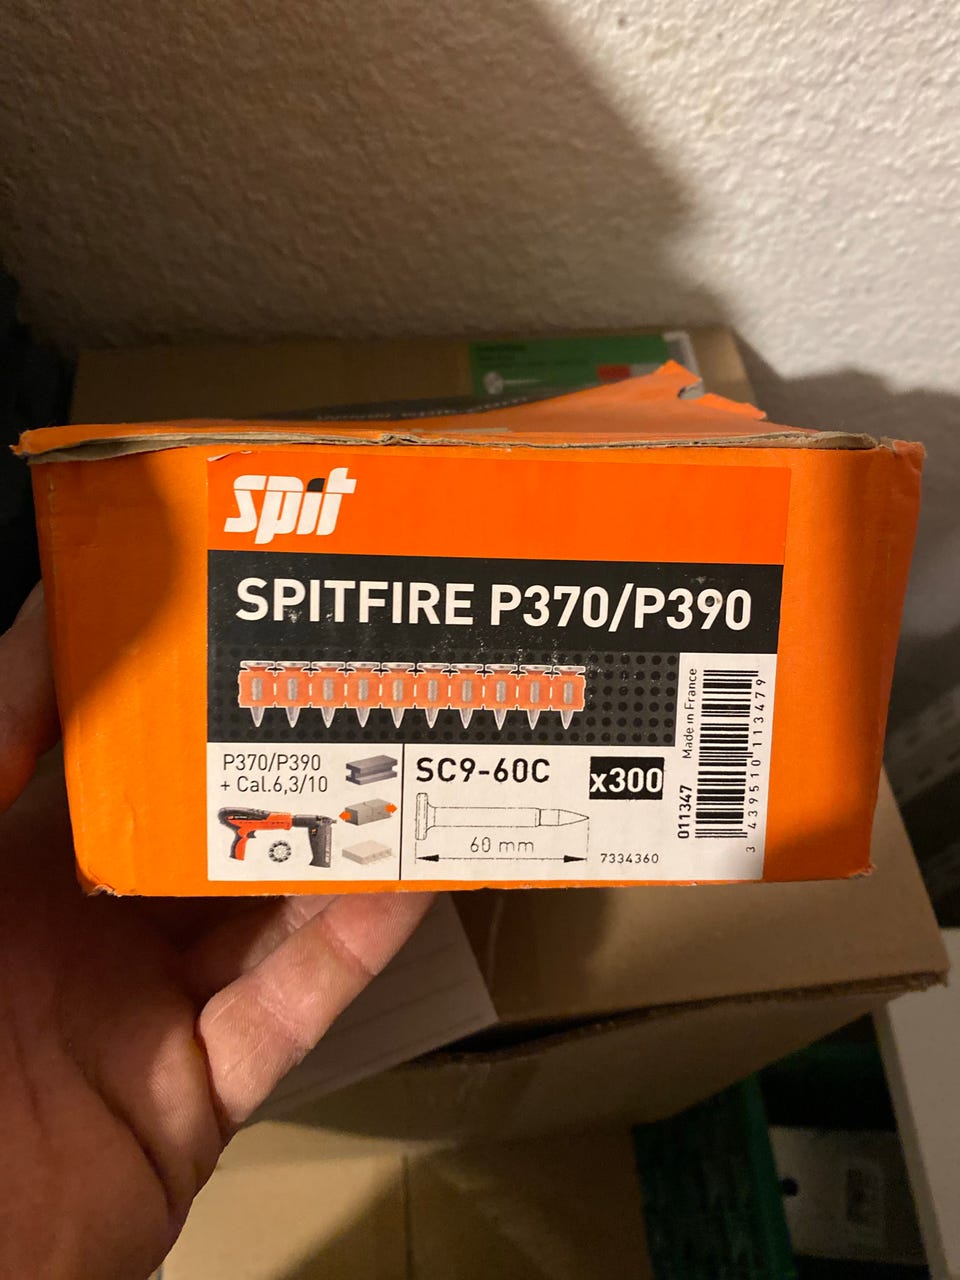 spit
SPITFIRE P370/P390
P370/P390
+ Cal.6,3/10
SC9-60C
x300
60 mm
7334360
011347
Made in France
3 439510 113479